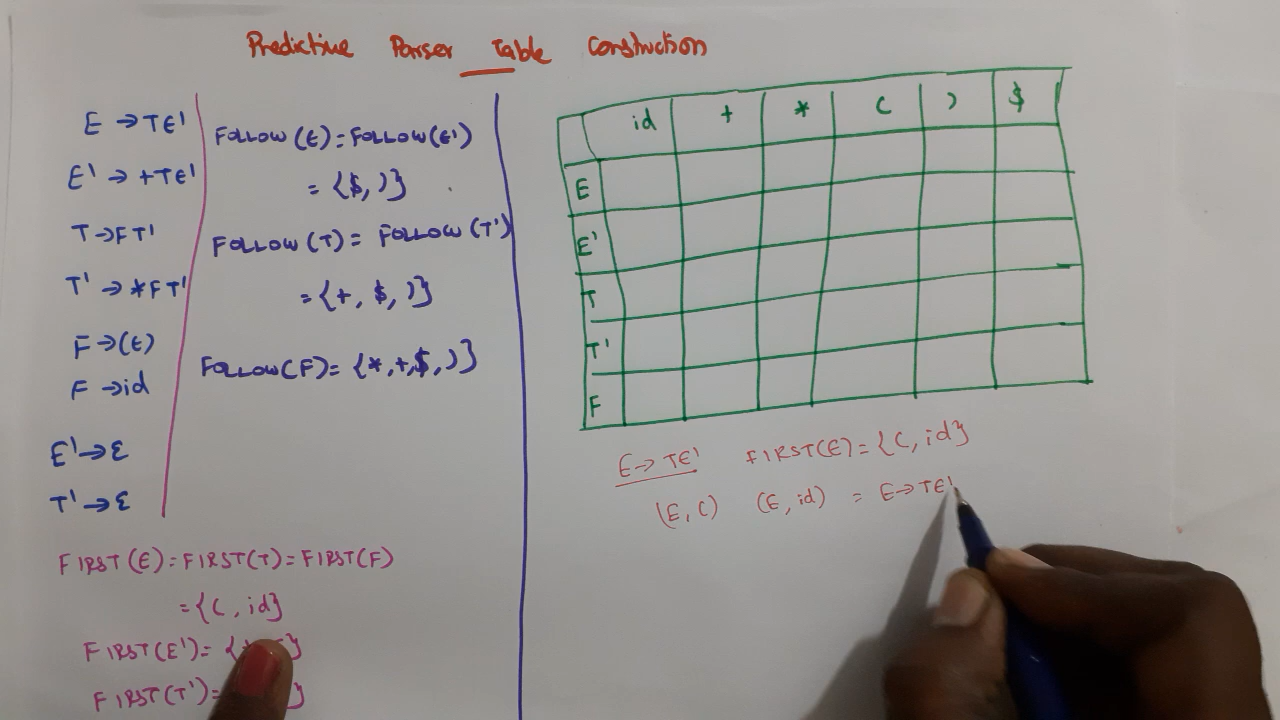 Predictive Parser Table Construction
E → TE'
E' → +TE'
T → FT'
T' → *FT'
F → (E)
F → id
E' → ε
T' → ε
FIRST(E) = FIRST(T) = FIRST(F)
= {(, id}
FIRST(E') = {
FIRST(T') =
FOLLOW(E) = FOLLOW(E')
= {$, )}
FOLLOW(T) = FOLLOW(T')
= {+, $, )}
FOLLOW(F) = {*, +, $, )}
id + * ( ) $
E
E'
T
T'
F
E → TE' FIRST(E) = {(, id}
(E, () (E, id) = E → TE'